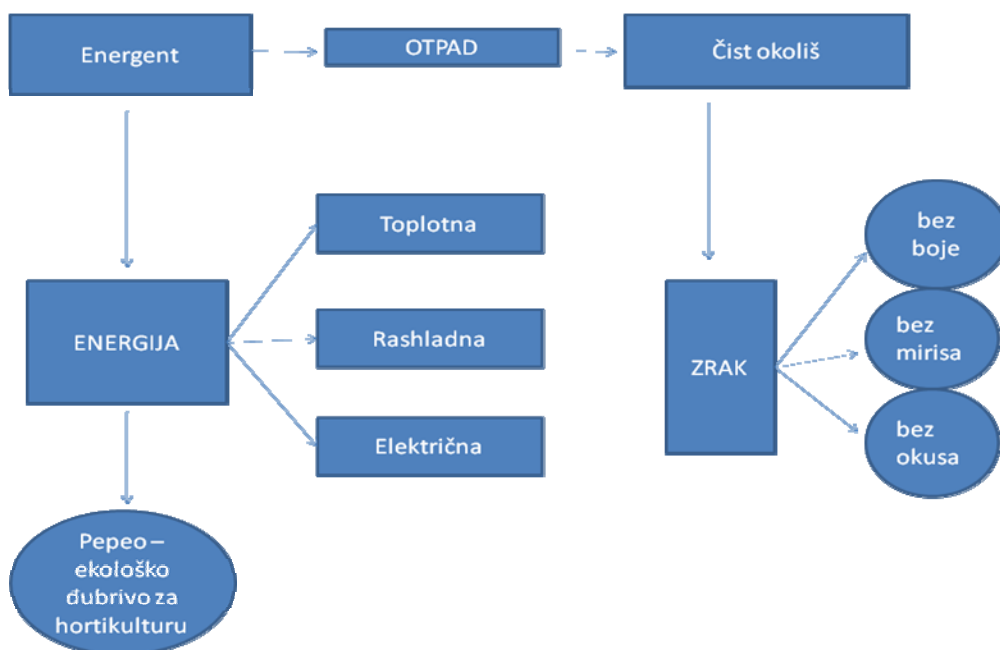 Energent
OTPAD
Čist okoliš
Toplotna
bez
boje
ENERGIJA
Rashladna
ZRAK
bez
mirisa
Električna
bez
okusa
Pepeo –
ekološko
đubrivo za
hortikulturu